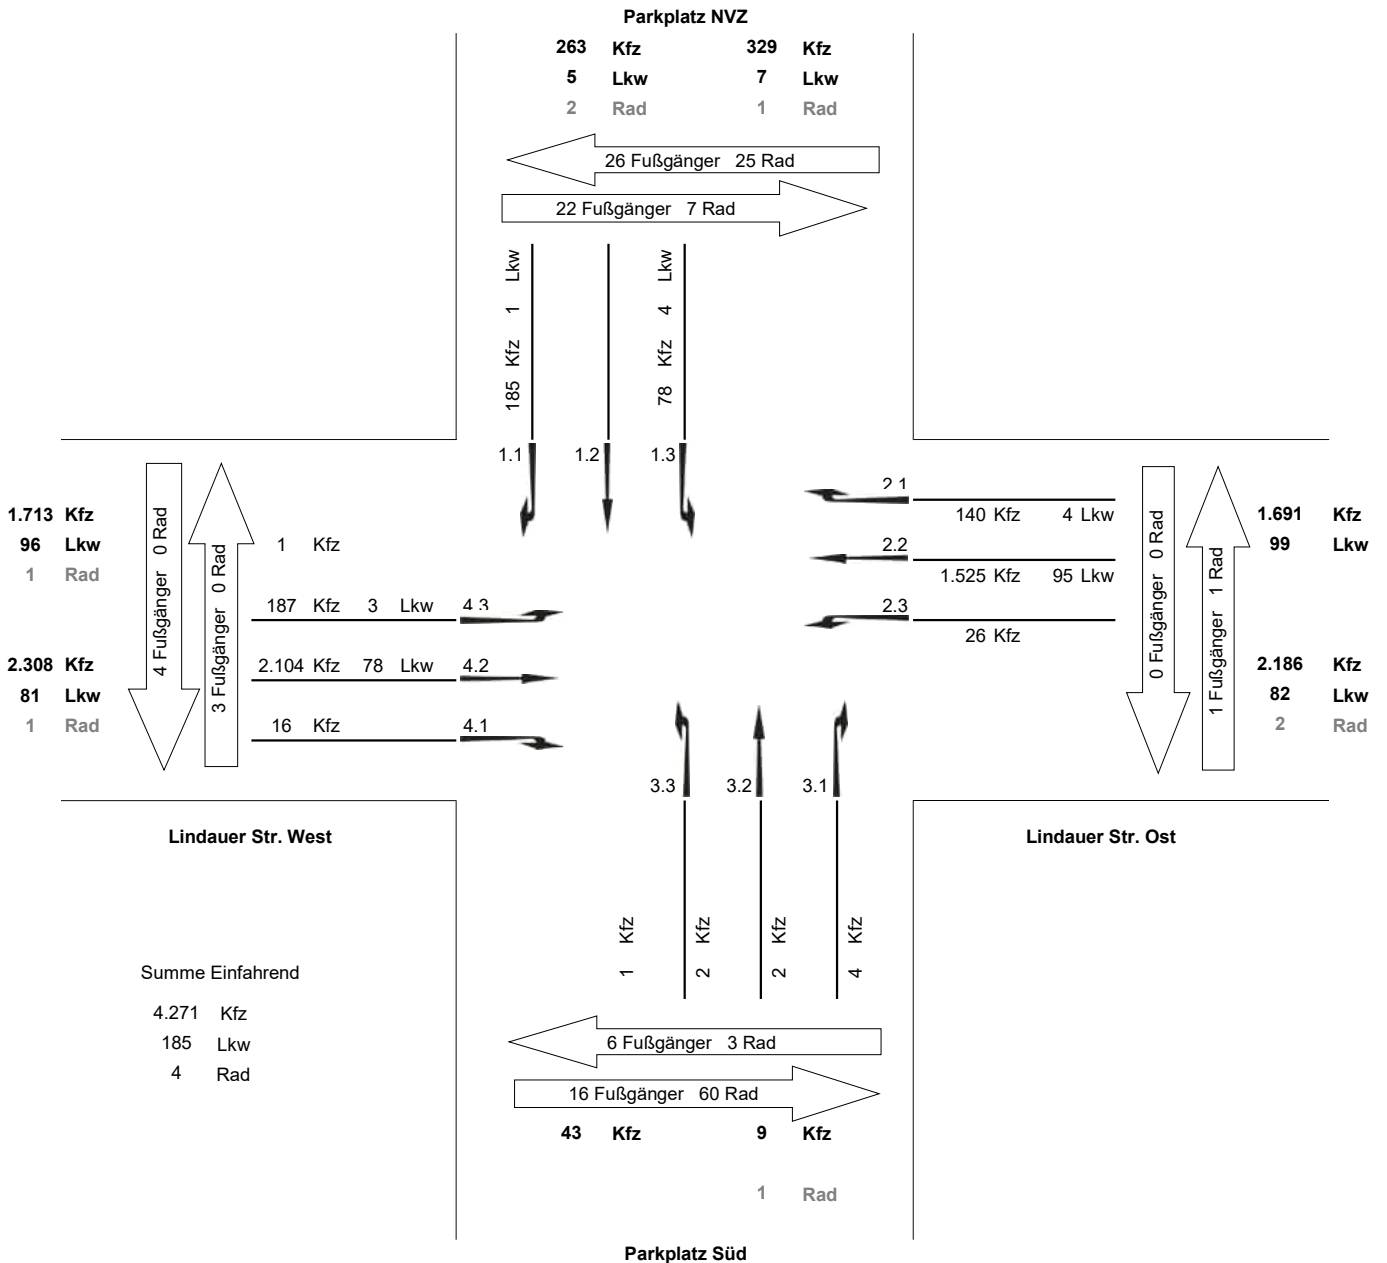 Parkplatz NVZ
263 Kfz 329 Kfz
5 Lkw 7 Lkw
2 Rad 1 Rad
26 Fußgänger 25 Rad
22 Fußgänger 7 Rad
185 Kfz 1 Lkw
78 Kfz 4 Lkw
1.1 1.2 1.3
1.713 Kfz
96 Lkw
1 Rad
2.308 Kfz
81 Lkw
1 Rad
4 Fußgänger 0 Rad
3 Fußgänger 0 Rad
1 Kfz
187 Kfz 3 Lkw 4.3
2.104 Kfz 78 Lkw 4.2
16 Kfz 4.1
2.1
140 Kfz 4 Lkw
2.2
1.525 Kfz 95 Lkw
2.3
26 Kfz
0 Fußgänger 0 Rad
1 Fußgänger 1 Rad
1.691 Kfz
99 Lkw
2.186 Kfz
82 Lkw
2 Rad
3.3 3.2 3.1
Lindauer Str. West
Lindauer Str. Ost
1 Kfz
2 Kfz
2 Kfz
4 Kfz
Summe Einfahrend
4.271 Kfz
185 Lkw
4 Rad
6 Fußgänger 3 Rad
16 Fußgänger 60 Rad
43 Kfz 9 Kfz
1 Rad
Parkplatz Süd